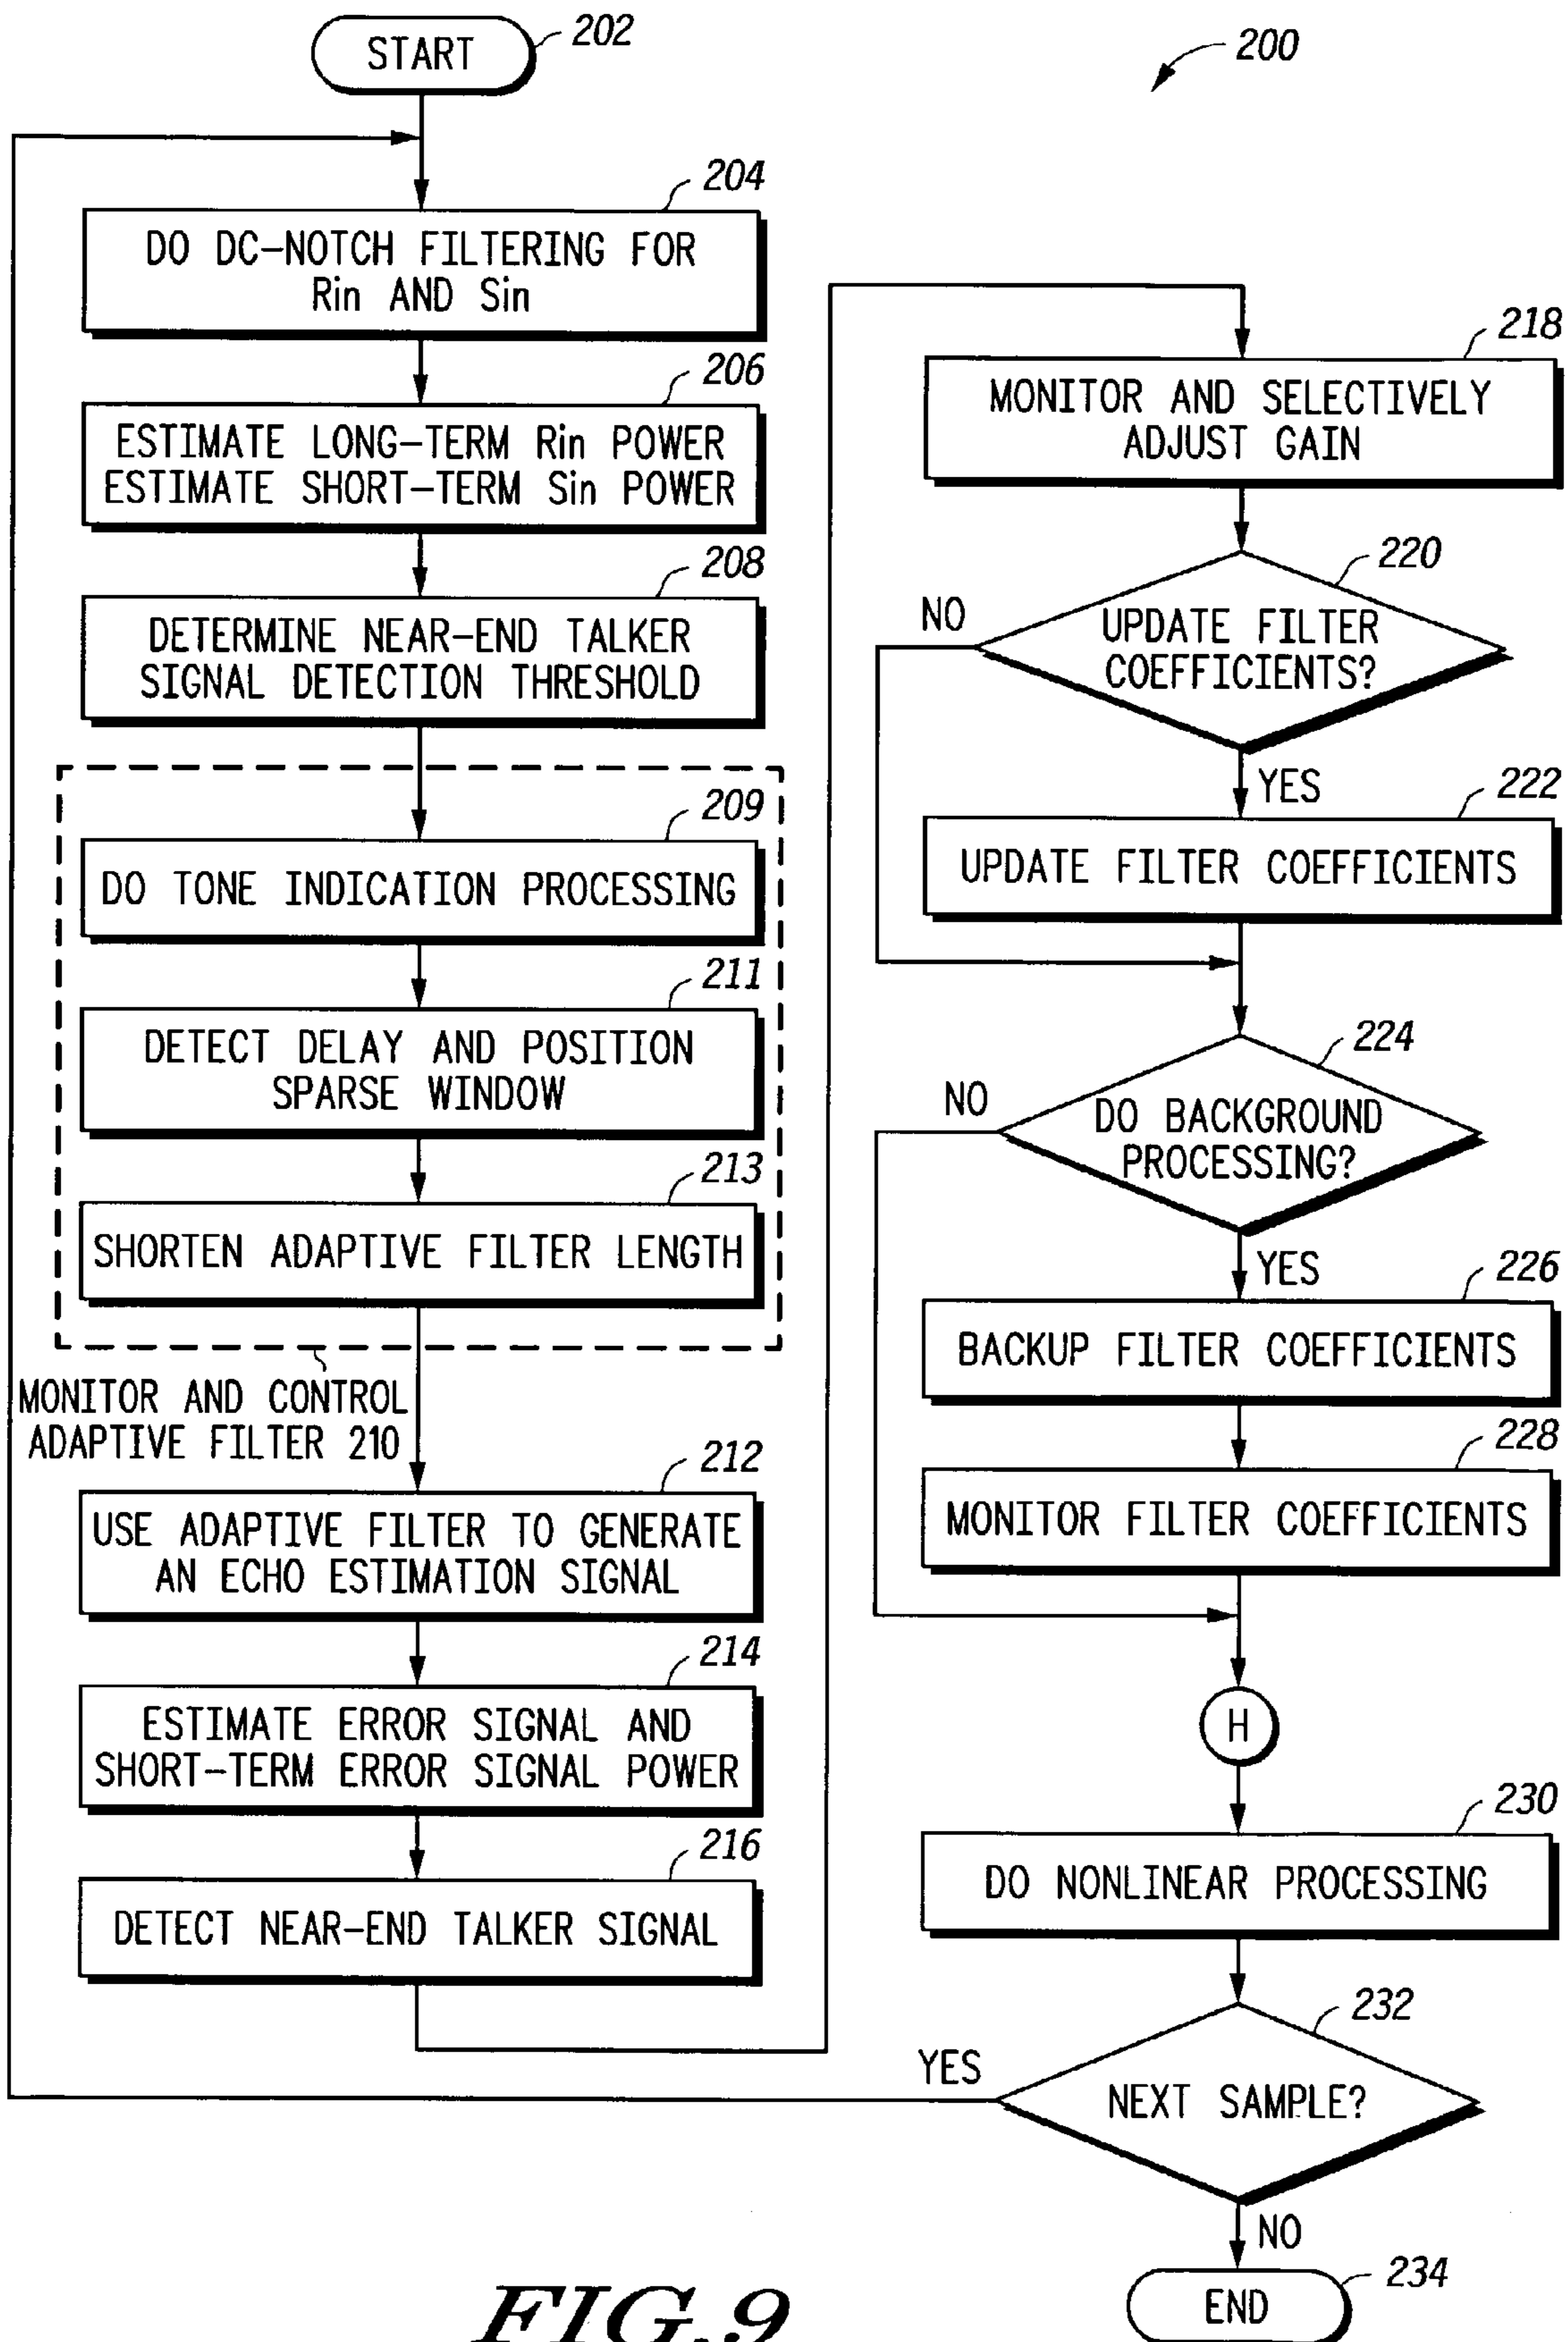 START
202
200
204
DO DC-NOTCH FILTERING FOR
Rin AND Sin
206
ESTIMATE LONG-TERM Rin POWER
ESTIMATE SHORT-TERM Sin POWER
208
DETERMINE NEAR-END TALKER
SIGNAL DETECTION THRESHOLD
209
DO TONE INDICATION PROCESSING
211
DETECT DELAY AND POSITION
SPARSE WINDOW
213
SHORTEN ADAPTIVE FILTER LENGTH
MONITOR AND CONTROL
ADAPTIVE FILTER 210
212
USE ADAPTIVE FILTER TO GENERATE
AN ECHO ESTIMATION SIGNAL
214
ESTIMATE ERROR SIGNAL AND
SHORT-TERM ERROR SIGNAL POWER
216
DETECT NEAR-END TALKER SIGNAL
218
MONITOR AND SELECTIVELY
ADJUST GAIN
220
NO
UPDATE FILTER
COEFFICIENTS?
YES
222
UPDATE FILTER COEFFICIENTS
224
NO
DO BACKGROUND
PROCESSING?
YES
226
BACKUP FILTER COEFFICIENTS
228
MONITOR FILTER COEFFICIENTS
H
230
DO NONLINEAR PROCESSING
232
YES
NEXT SAMPLE?
NO
234
END
FIG.9